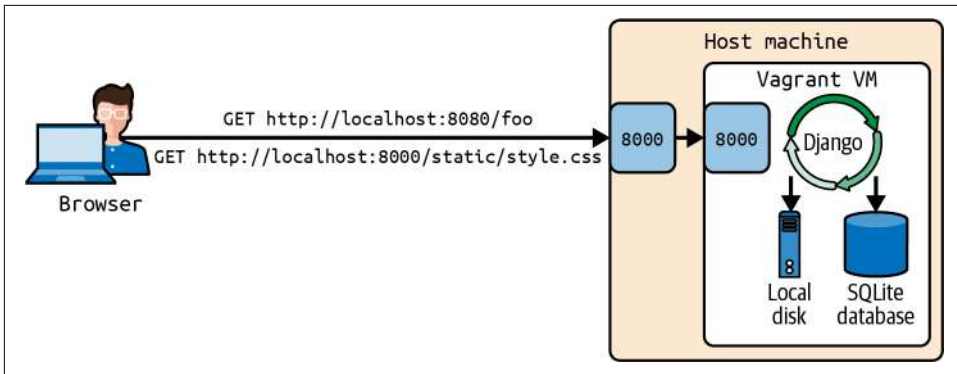 Host machine
Vagrant VM
GET http://localhost:8080/foo
GET http://localhost:8000/static/style.css
8000
8000
Django
Browser
Local
disk
SQLite
database